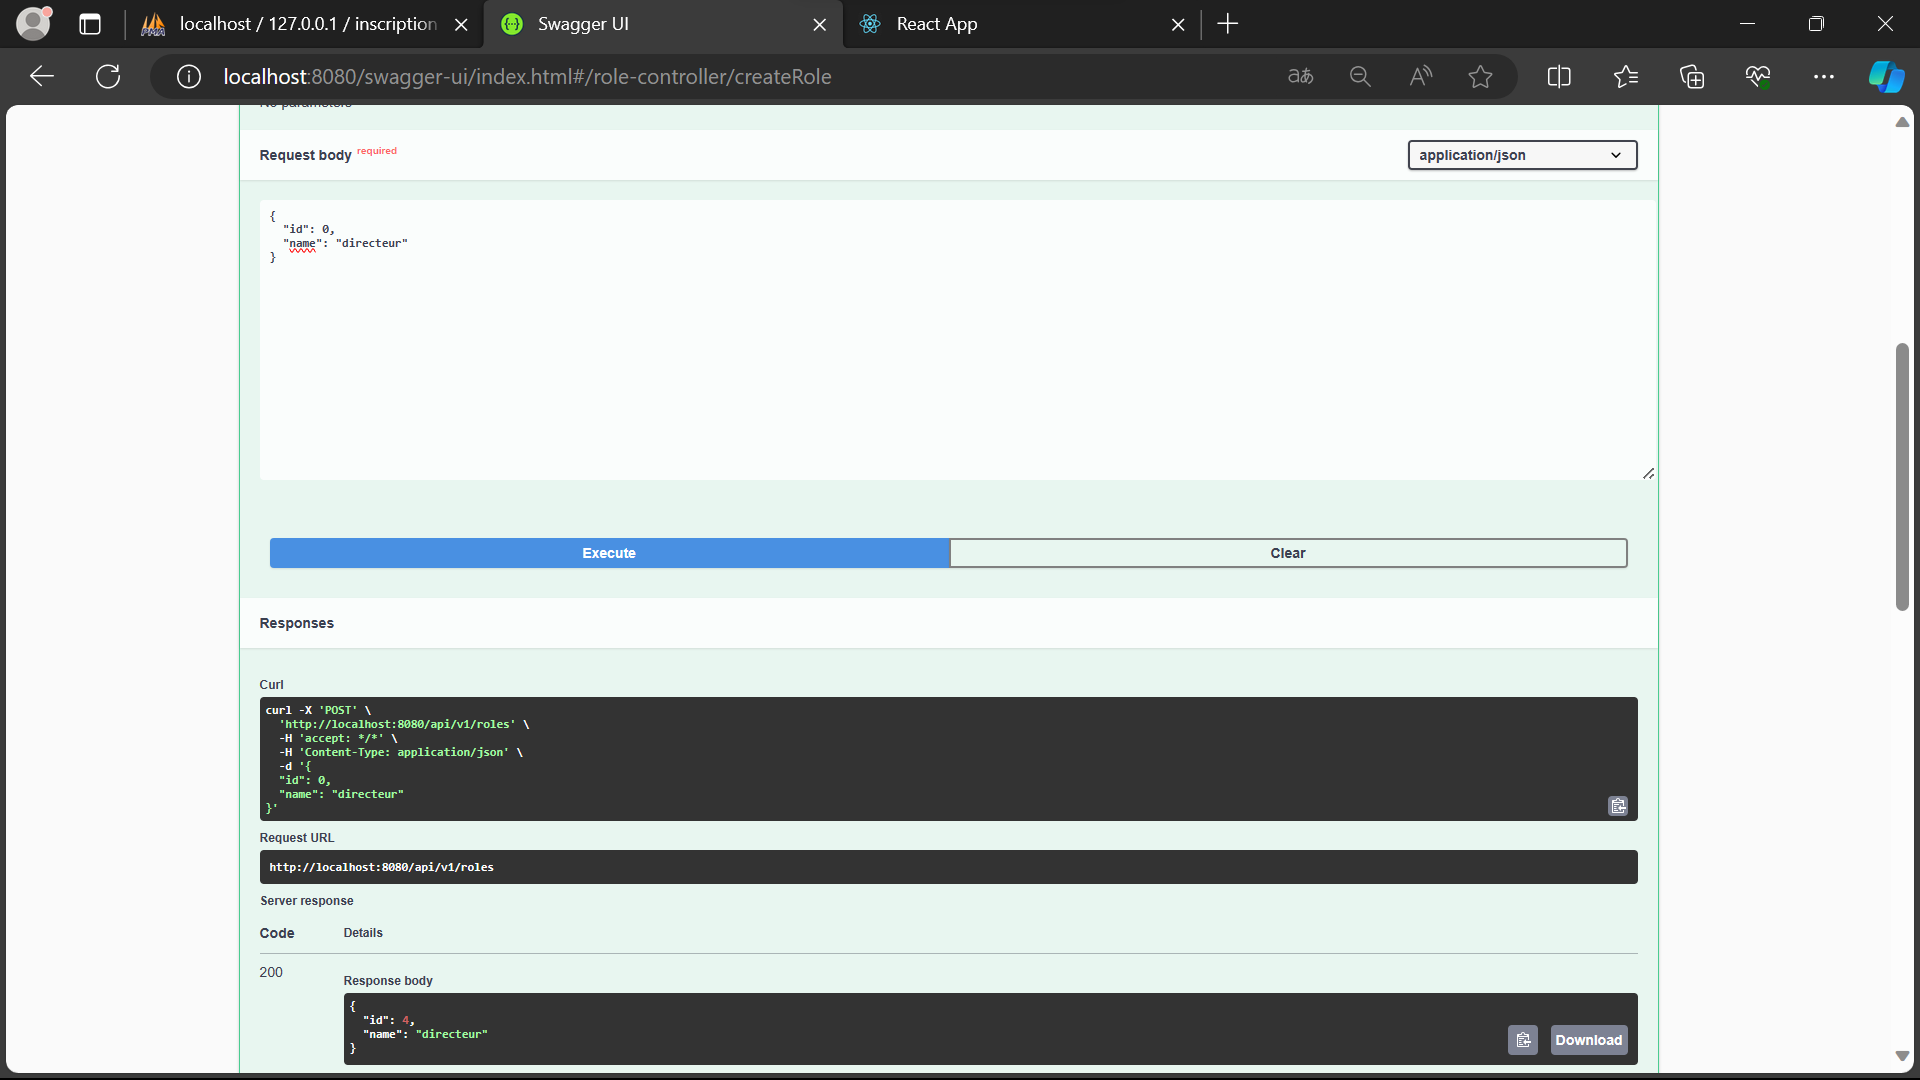 localhost / 127.0.0.1 / inscription
Swagger UI
React App
localhost:8080/swagger-ui/index.html#/role-controller/createRole
No parameters
Request body required
application/json
{
"id": 0,
"name": "directeur"
}
Execute
Clear
Responses
Curl
curl -X 'POST' \
'http://localhost:8080/api/v1/roles' \
-H 'accept: */*' \
-H 'Content-Type: application/json' \
-d '{
"id": 0,
"name": "directeur"
}'
Request URL
http://localhost:8080/api/v1/roles
Server response
Code Details
200
Response body
{
"id": 4,
"name": "directeur"
}
Download